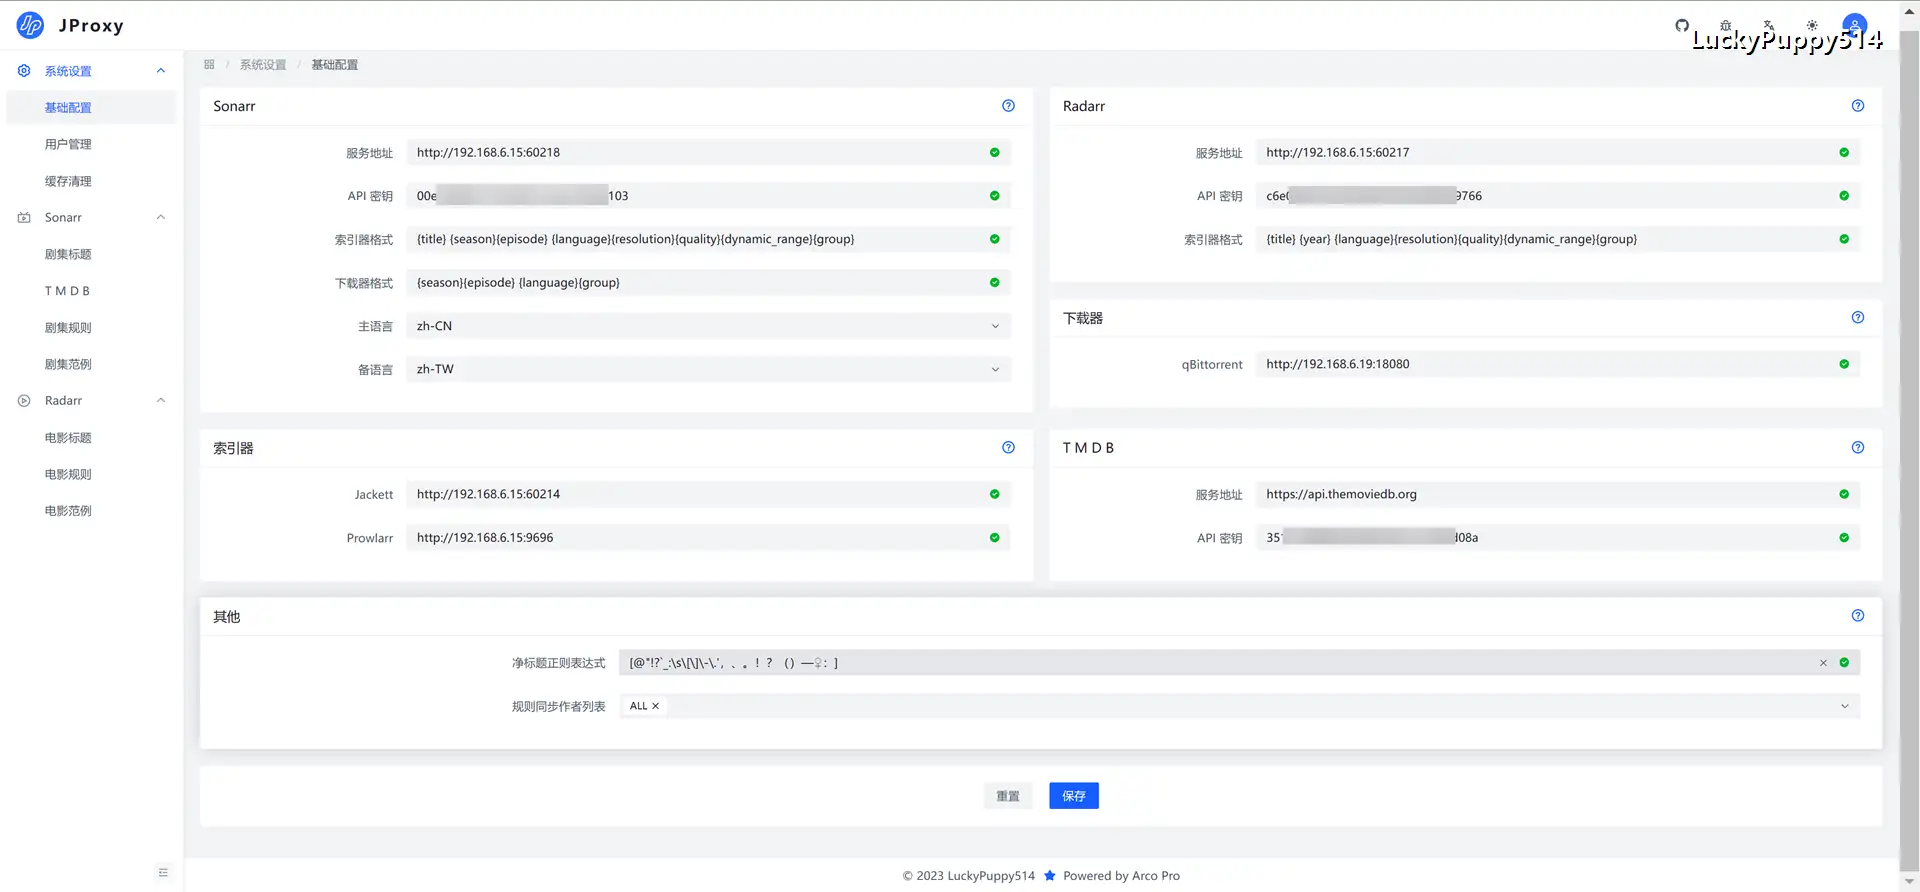 JProxy
LuckyPuppy514
系统设置
基础配置
用户管理
缓存清理
Sonarr
剧集标题
T M D B
剧集规则
剧集范例
Radarr
电影标题
电影规则
电影范例
系统设置 / 基础配置
Sonarr
服务地址 http://192.168.6.15:60218
API 密钥 00e 103
索引器格式 {title} {season}{episode} {language}{resolution}{quality}{dynamic_range}{group}
下载器格式 {season}{episode} {language}{group}
主语言 zh-CN
备语言 zh-TW
Radarr
服务地址 http://192.168.6.15:60217
API 密钥 c6e0 9766
索引器格式 {title} {year} {language}{resolution}{quality}{dynamic_range}{group}
下载器
qBittorrent http://192.168.6.19:18080
索引器
Jackett http://192.168.6.15:60214
Prowlarr http://192.168.6.15:9696
T M D B
服务地址 https://api.themoviedb.org
API 密钥 351 d08a
其他
净标题正则表达式 [@"!?`_:\s\[\]\-\.'，、。！？ （）—♀：]
规则同步作者列表 ALL
重置 保存
© 2023 LuckyPuppy514 Powered by Arco Pro